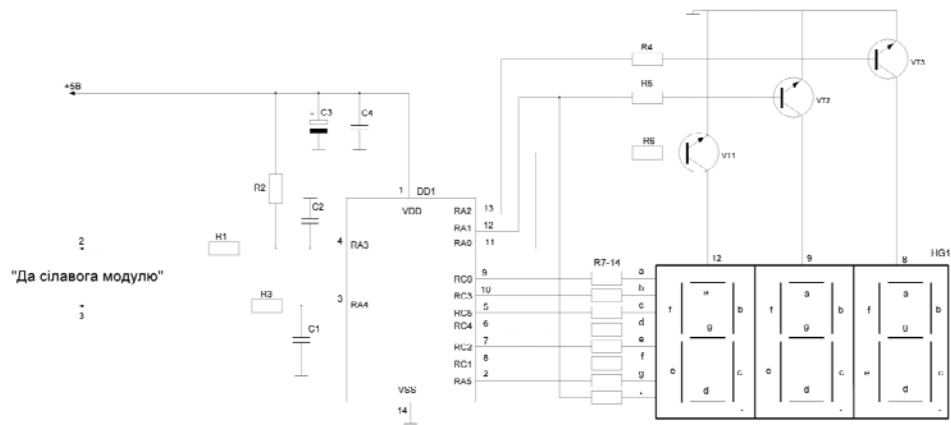 R4
+5В
VT3
R5
+ C3
C4
VT2
R6
VT1
R2
1 DD1
C2
VDD
RA2 13
RA1 12
RA0 11
2
R1
4 RA3
"Да сілавога модулю"
3
R3
3 RA4
C1
VSS
14
R7-14
12 9 8 HG1
RC0 9 a
RC3 10 b
RC5 5 c
RC4 6 d
RC2 7 e
RC1 8 f
RA5 2 g
.
a a a
f b f b f b
g g g
e c e c e c
d d d
. . .